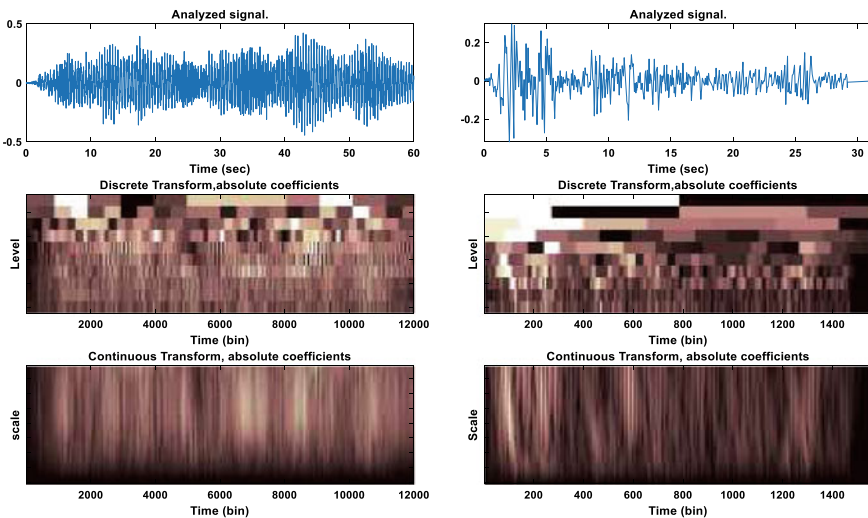 Analyzed signal.
0.5
0
-0.5
0 10 20 30 40 50 60
Time (sec)
Discrete Transform,absolute coefficients
Level
2000 4000 6000 8000 10000 12000
Time (bin)
Continuous Transform, absolute coefficients
scale
2000 4000 6000 8000 10000 12000
Time (bin)
Analyzed signal.
0.2
0
-0.2
0 5 10 15 20 25 30
Time (sec)
Discrete Transform,absolute coefficients
Level
200 400 600 800 1000 1200 1400
Time (bin)
Continuous Transform, absolute coefficients
Scale
200 400 600 800 1000 1200 1400
Time (bin)